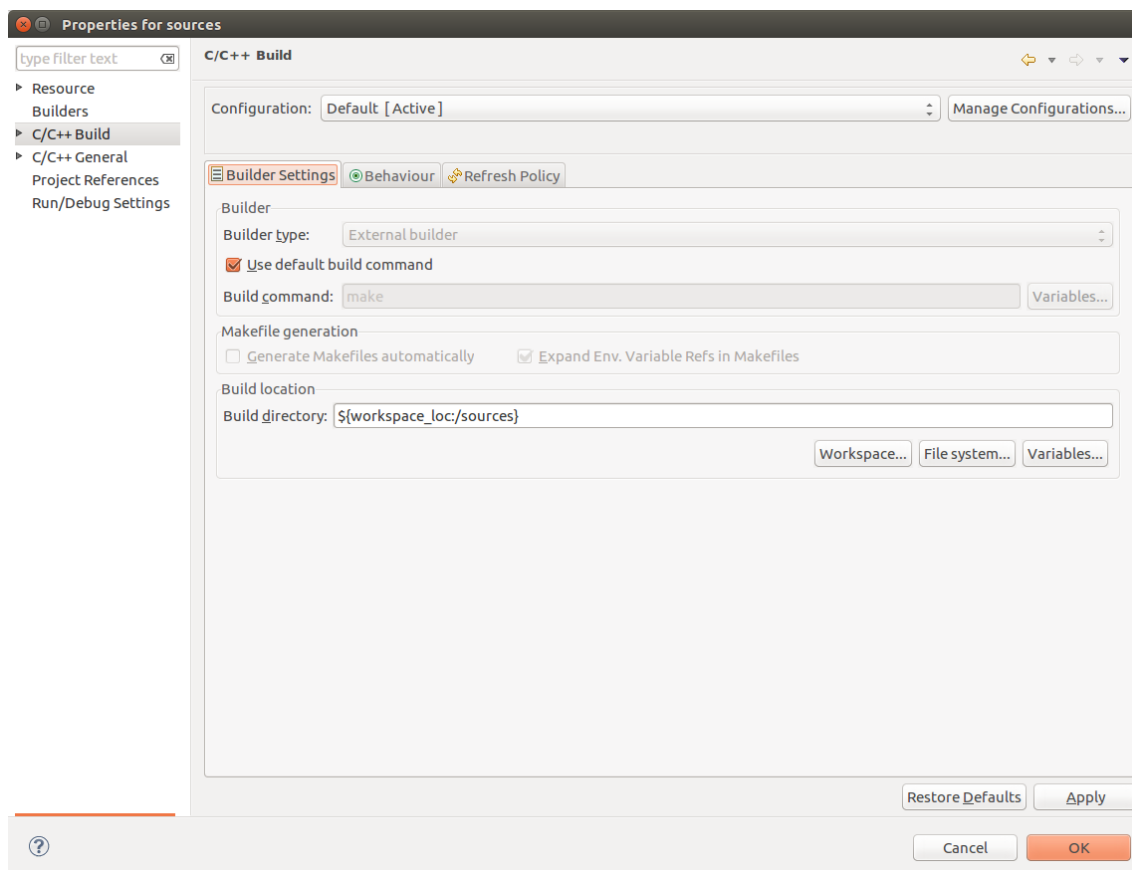 Properties for sources
type filter text
C/C++ Build
Resource
Builders
C/C++ Build
C/C++ General
Project References
Run/Debug Settings
Configuration: Default [ Active ] Manage Configurations...
Builder Settings Behaviour Refresh Policy
Builder
Builder type: External builder
Use default build command
Build command: make Variables...
Makefile generation
Generate Makefiles automatically Expand Env. Variable Refs in Makefiles
Build location
Build directory: ${workspace_loc:/sources}
Workspace... File system... Variables...
Restore Defaults Apply
? Cancel OK